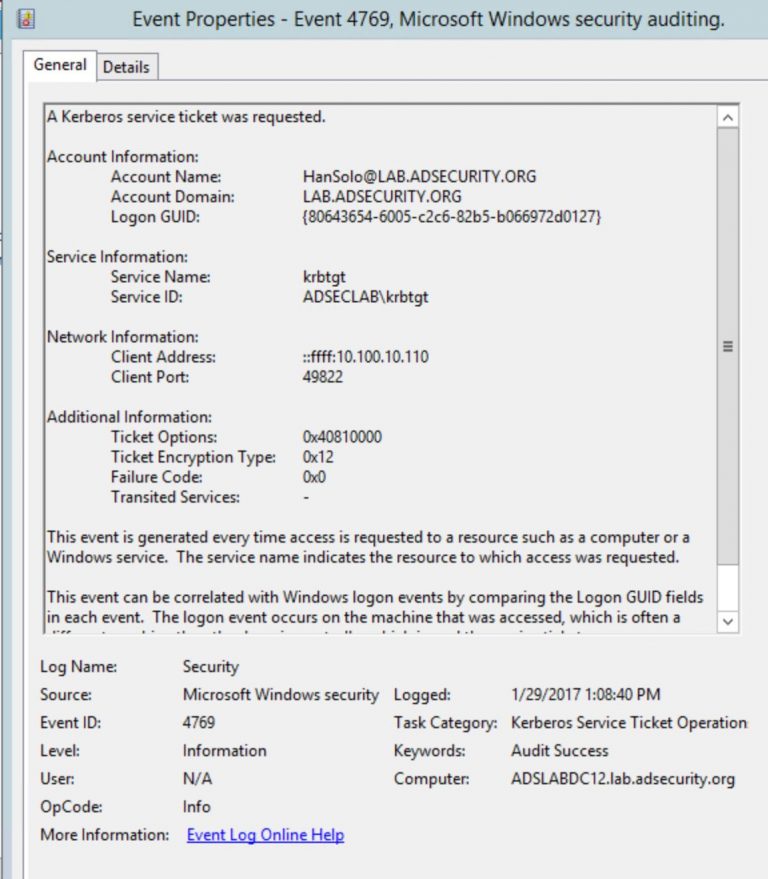 Event Properties - Event 4769, Microsoft Windows security auditing.
General Details
A Kerberos service ticket was requested.
Account Information:
Account Name: HanSolo@LAB.ADSECURITY.ORG
Account Domain: LAB.ADSECURITY.ORG
Logon GUID: {80643654-6005-c2c6-82b5-b066972d0127}
Service Information:
Service Name: krbtgt
Service ID: ADSECLAB\krbtgt
Network Information:
Client Address: ::ffff:10.100.10.110
Client Port: 49822
Additional Information:
Ticket Options: 0x40810000
Ticket Encryption Type: 0x12
Failure Code: 0x0
Transited Services: -
This event is generated every time access is requested to a resource such as a computer or a
Windows service.  The service name indicates the resource to which access was requested.
This event can be correlated with Windows logon events by comparing the Logon GUID fields
in each event.  The logon event occurs on the machine that was accessed, which is often a
Log Name: Security
Source: Microsoft Windows security Logged: 1/29/2017 1:08:40 PM
Event ID: 4769 Task Category: Kerberos Service Ticket Operation
Level: Information Keywords: Audit Success
User: N/A Computer: ADSLABDC12.lab.adsecurity.org
OpCode: Info
More Information: Event Log Online Help